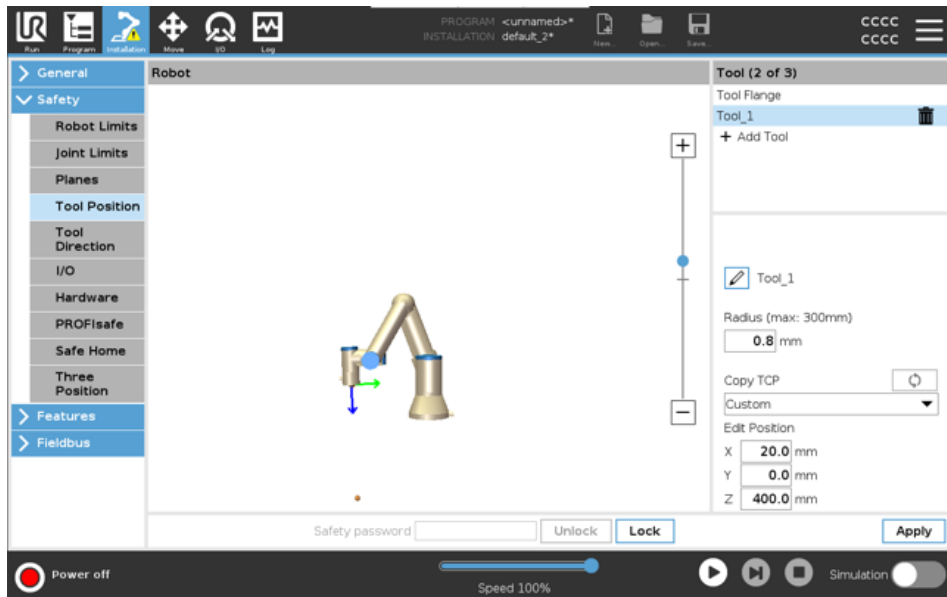 PROGRAM <unnamed>*
INSTALLATION default_2*
Run Program Installation Move I/O Log
New... Open... Save...
cccc
cccc
General
Safety
Robot Limits
Joint Limits
Planes
Tool Position
Tool
Direction
I/O
Hardware
PROFIsafe
Safe Home
Three
Position
Features
Fieldbus
Robot
Tool (2 of 3)
Tool Flange
Tool_1
+ Add Tool
Tool_1
Radius (max: 300mm)
0.8 mm
Copy TCP
Custom
Edit Position
X 20.0 mm
Y 0.0 mm
Z 400.0 mm
Safety password Unlock Lock Apply
Power off
Speed 100%
Simulation